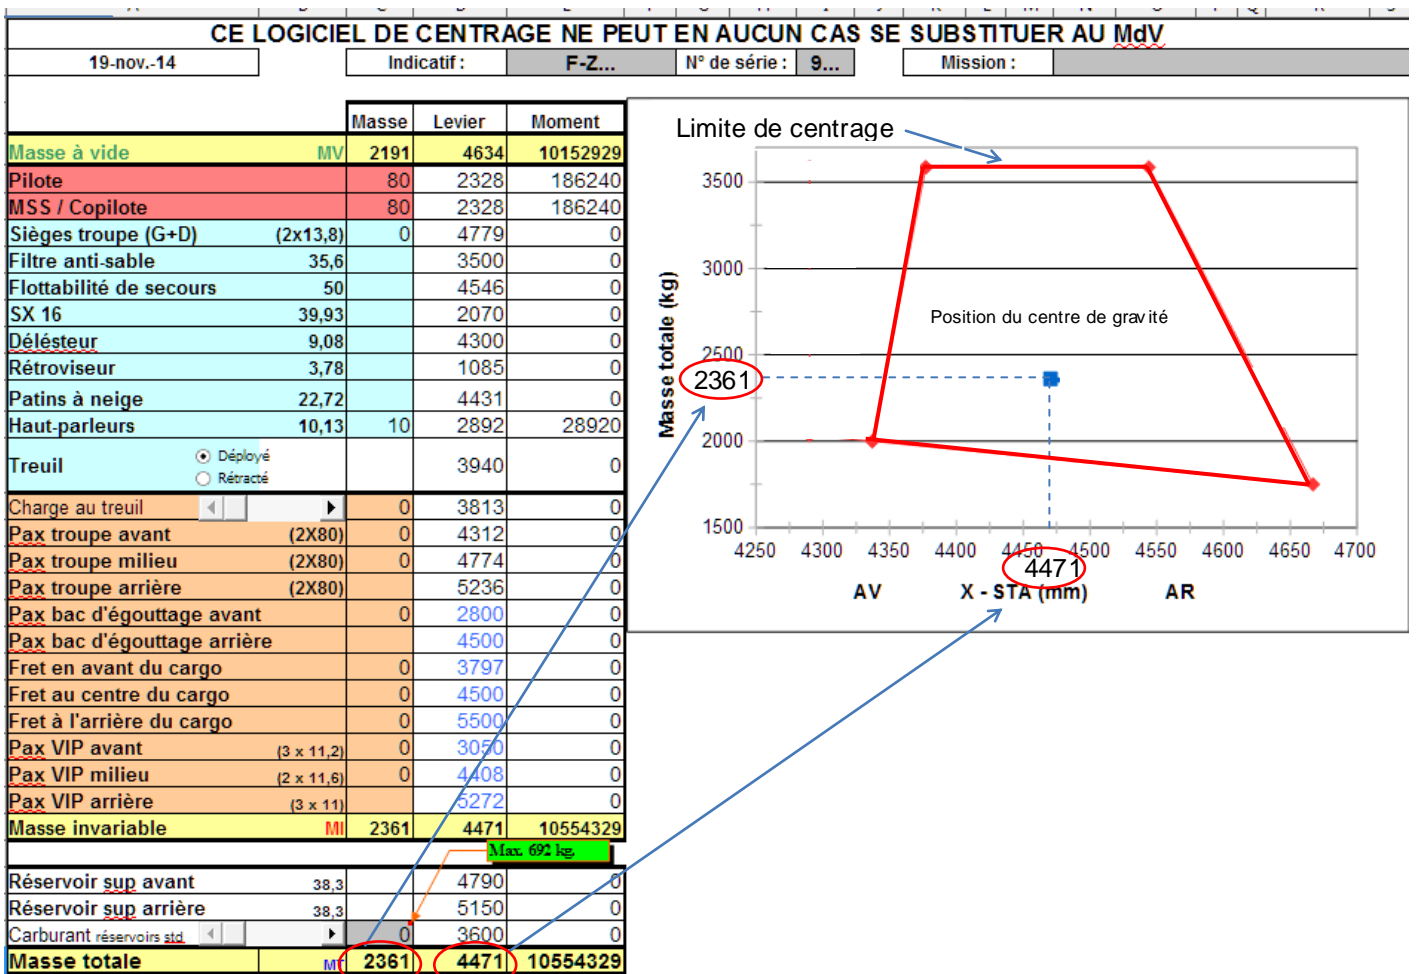 CE LOGICIEL DE CENTRAGE NE PEUT EN AUCUN CAS SE SUBSTITUER AU MdV
19-nov.-14 Indicatif : F-Z... N° de série : 9... Mission :
Masse Levier Moment
Masse à vide MV 2191 4634 10152929
Pilote 80 2328 186240
MSS / Copilote 80 2328 186240
Sièges troupe (G+D) (2x13,8) 0 4779 0
Filtre anti-sable 35,6 3500 0
Flottabilité de secours 50 4546 0
SX 16 39,93 2070 0
Délésteur 9,08 4300 0
Rétroviseur 3,78 1085 0
Patins à neige 22,72 4431 0
Haut-parleurs 10,13 10 2892 28920
Treuil Déployé 3940 0
Rétracté
Charge au treuil 0 3813 0
Pax troupe avant (2X80) 0 4312 0
Pax troupe milieu (2X80) 0 4774 0
Pax troupe arrière (2X80) 5236 0
Pax bac d'égouttage avant 0 2800 0
Pax bac d'égouttage arrière 4500 0
Fret en avant du cargo 0 3797 0
Fret au centre du cargo 0 4500 0
Fret à l'arrière du cargo 0 5500 0
Pax VIP avant (3 x 11,2) 0 3050 0
Pax VIP milieu (2 x 11,6) 0 4408 0
Pax VIP arrière (3 x 11) 5272 0
Masse invariable MI 2361 4471 10554329
Max. 692 kg.
Réservoir sup avant 38,3 4790 0
Réservoir sup arrière 38,3 5150 0
Carburant réservoirs std 0 3600 0
Masse totale MT 2361 4471 10554329
Limite de centrage
Masse totale (kg)
3500
3000
Position du centre de gravité
2500
2361
2000
1500
4250 4300 4350 4400 4450 4500 4550 4600 4650 4700
4471
AV X - STA (mm) AR